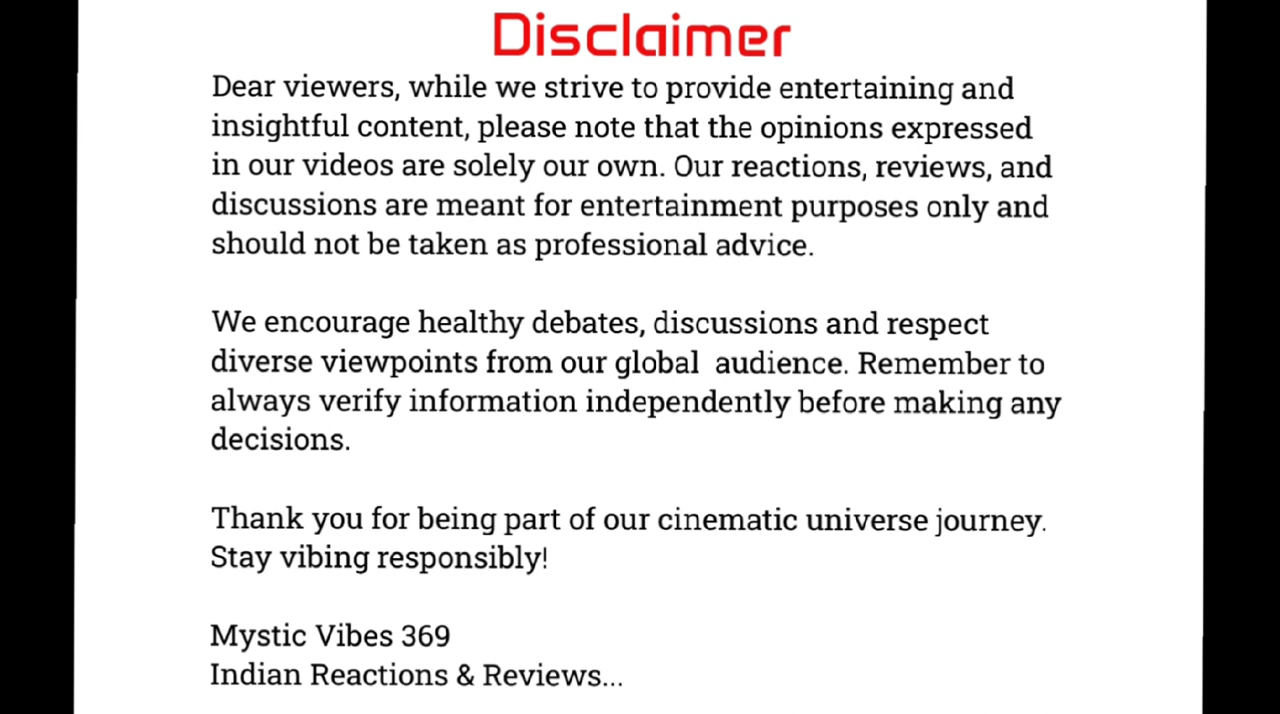 Disclaimer
Dear viewers, while we strive to provide entertaining and
insightful content, please note that the opinions expressed
in our videos are solely our own. Our reactions, reviews, and
discussions are meant for entertainment purposes only and
should not be taken as professional advice.
We encourage healthy debates, discussions and respect
diverse viewpoints from our global  audience. Remember to
always verify information independently before making any
decisions.
Thank you for being part of our cinematic universe journey.
Stay vibing responsibly!
Mystic Vibes 369
Indian Reactions & Reviews...